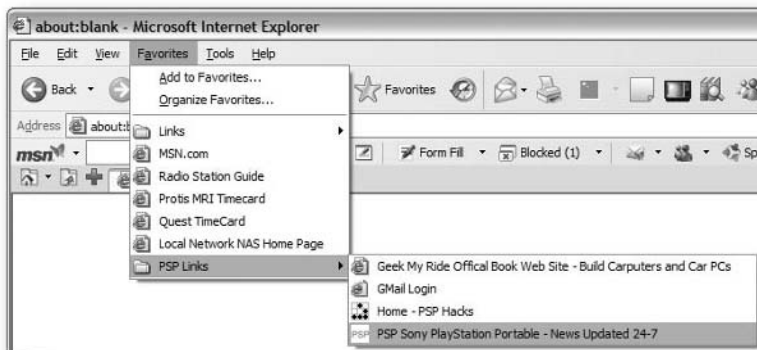 about:blank - Microsoft Internet Explorer
File Edit View Favorites Tools Help
Back
Add to Favorites...
Organize Favorites...
Favorites
Address about:b
Links
msn
MSN.com
Form Fill
Blocked (1)
Sp
Radio Station Guide
Protis MRI Timecard
Quest TimeCard
Local Network NAS Home Page
PSP Links
Geek My Ride Offical Book Web Site - Build Carputers and Car PCs
GMail Login
Home - PSP Hacks
PSP PSP Sony PlayStation Portable - News Updated 24-7